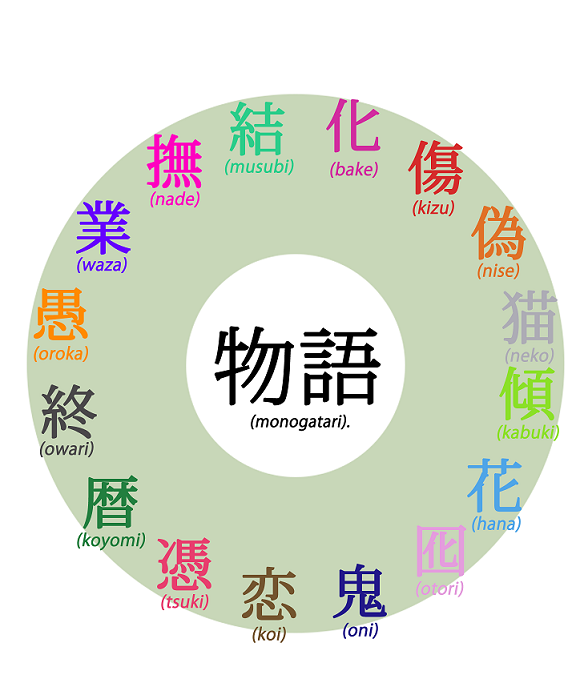 化
(bake)
傷
(kizu)
偽
(nise)
猫
(neko)
傾
(kabuki)
花
(hana)
囮
(otori)
鬼
(oni)
恋
(koi)
憑
(tsuki)
暦
(koyomi)
終
(owari)
愚
(oroka)
業
(waza)
撫
(nade)
結
(musubi)
物語
(monogatari).